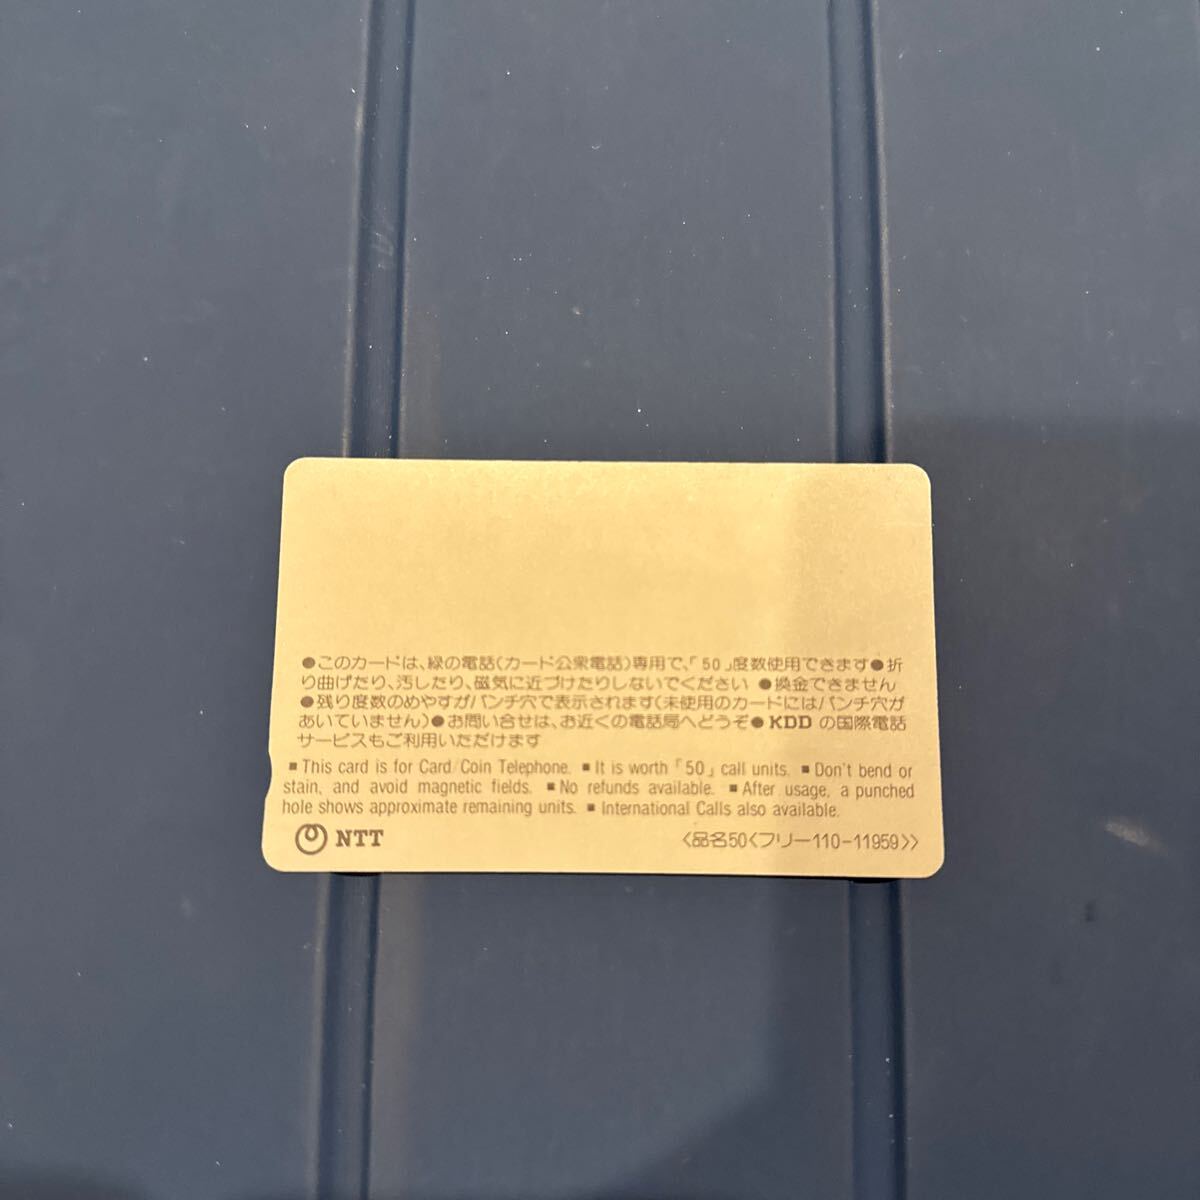 ●このカードは、緑の電話(カード公衆電話)専用で、「50」度数使用できます●折
り曲げたり、汚したり、磁気に近づけたりしないでください ●換金できません
●残り度数のめやすがパンチ穴で表示されます(未使用のカードにはパンチ穴が
あいていません)●お問い合せは、お近くの電話局へどうぞ●KDDの国際電話
サービスもご利用いただけます
■ This card is for Card/Coin Telephone. ■ It is worth「50」call units. ■ Don't bend or
stain, and avoid magnetic fields. ■ No refunds available. ■ After usage, a punched
hole shows approximate remaining units. ■ International Calls also available.
NTT
<品名50<フリー110-11959>>